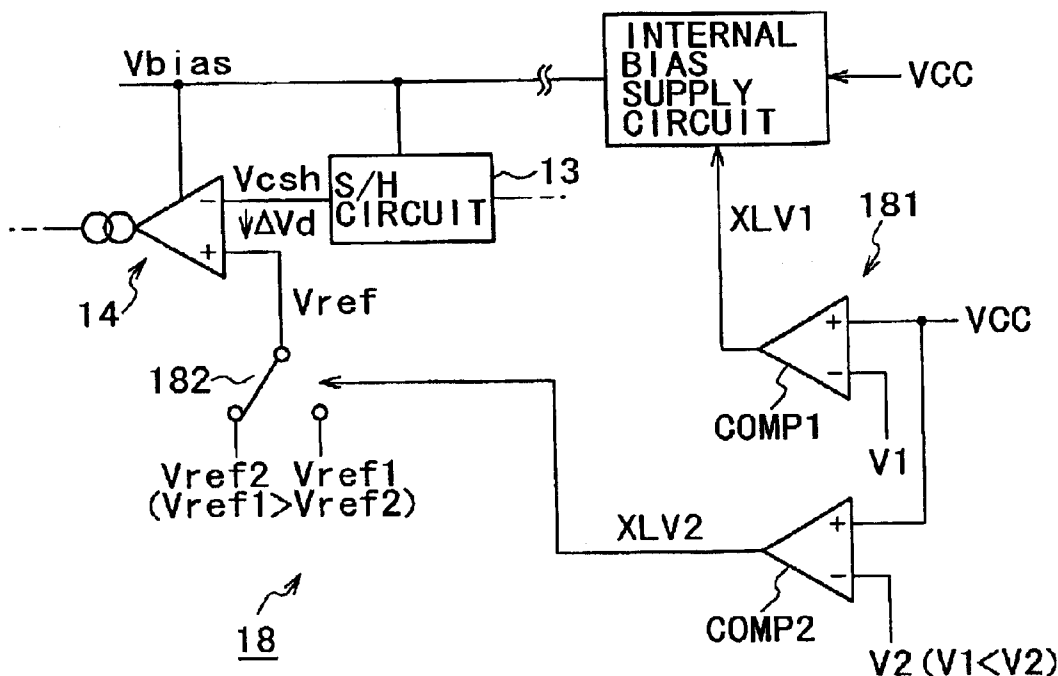 Vbias
INTERNAL
BIAS
SUPPLY
CIRCUIT
VCC
Vcsh
S/H
CIRCUIT
13
ΔVd
−
+
14
Vref
XLV1
181
182
+
−
VCC
COMP1
V1
Vref2 Vref1
(Vref1>Vref2)
XLV2
+
−
COMP2
V2(V1<V2)
18